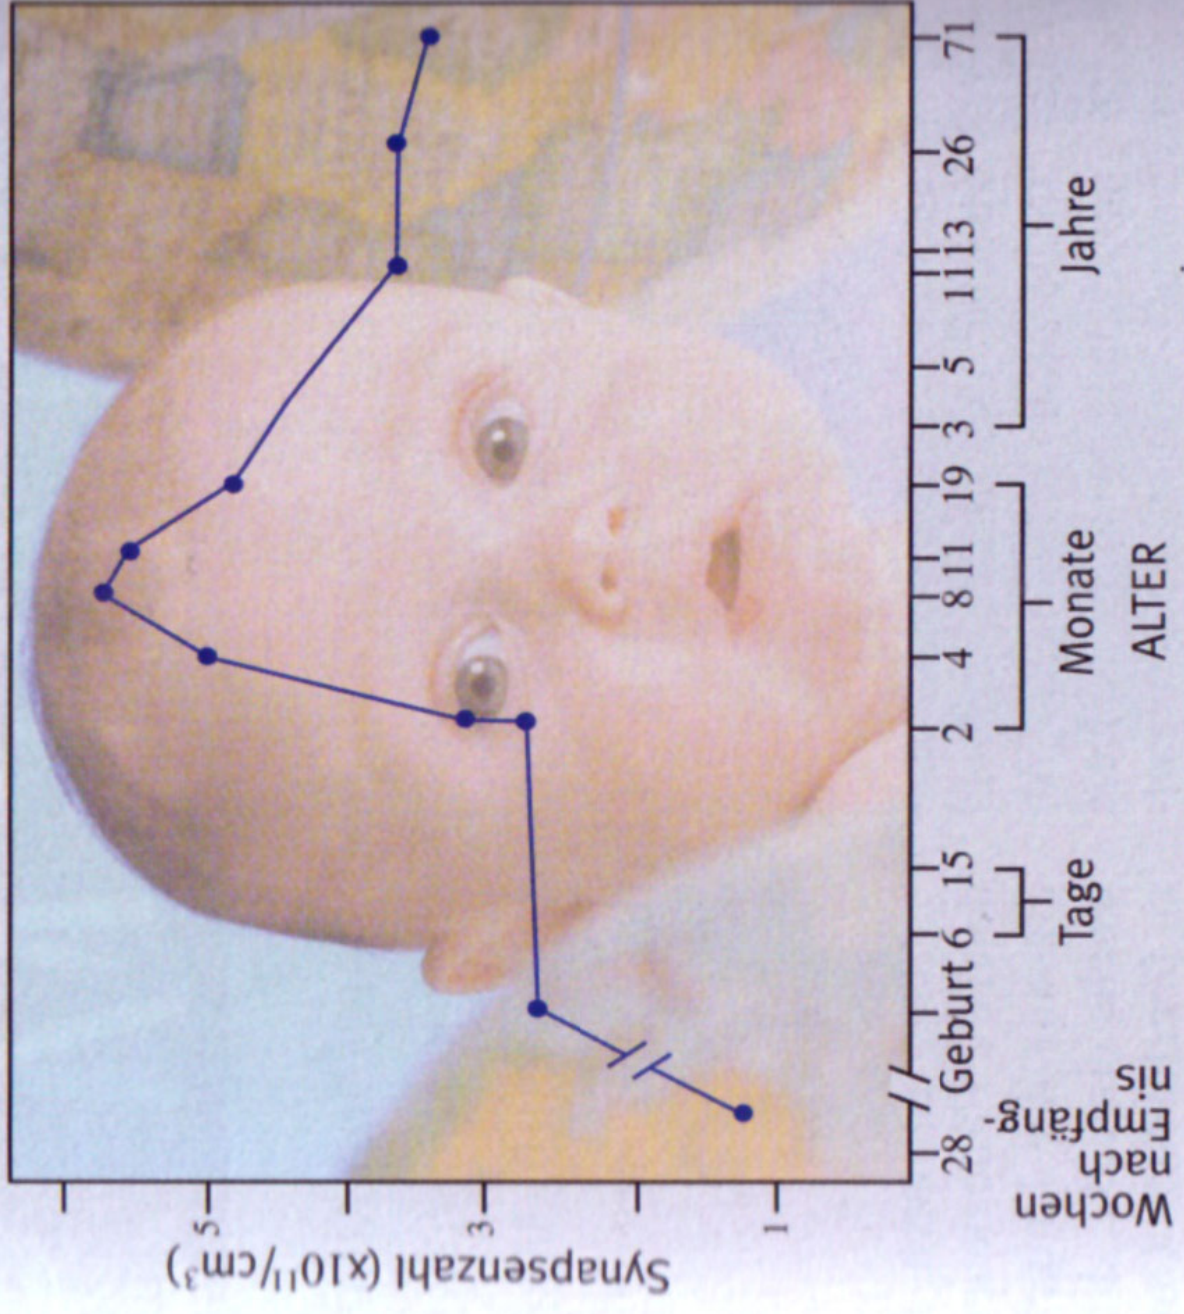 Synapsenzahl (x10¹¹/cm³)
5
3
1
28 Geburt 6 15 2 4 8 11 19 3 5 11 13 26 71
Wochen
nach
Empfäng-
nis
Tage Monate Jahre
ALTER